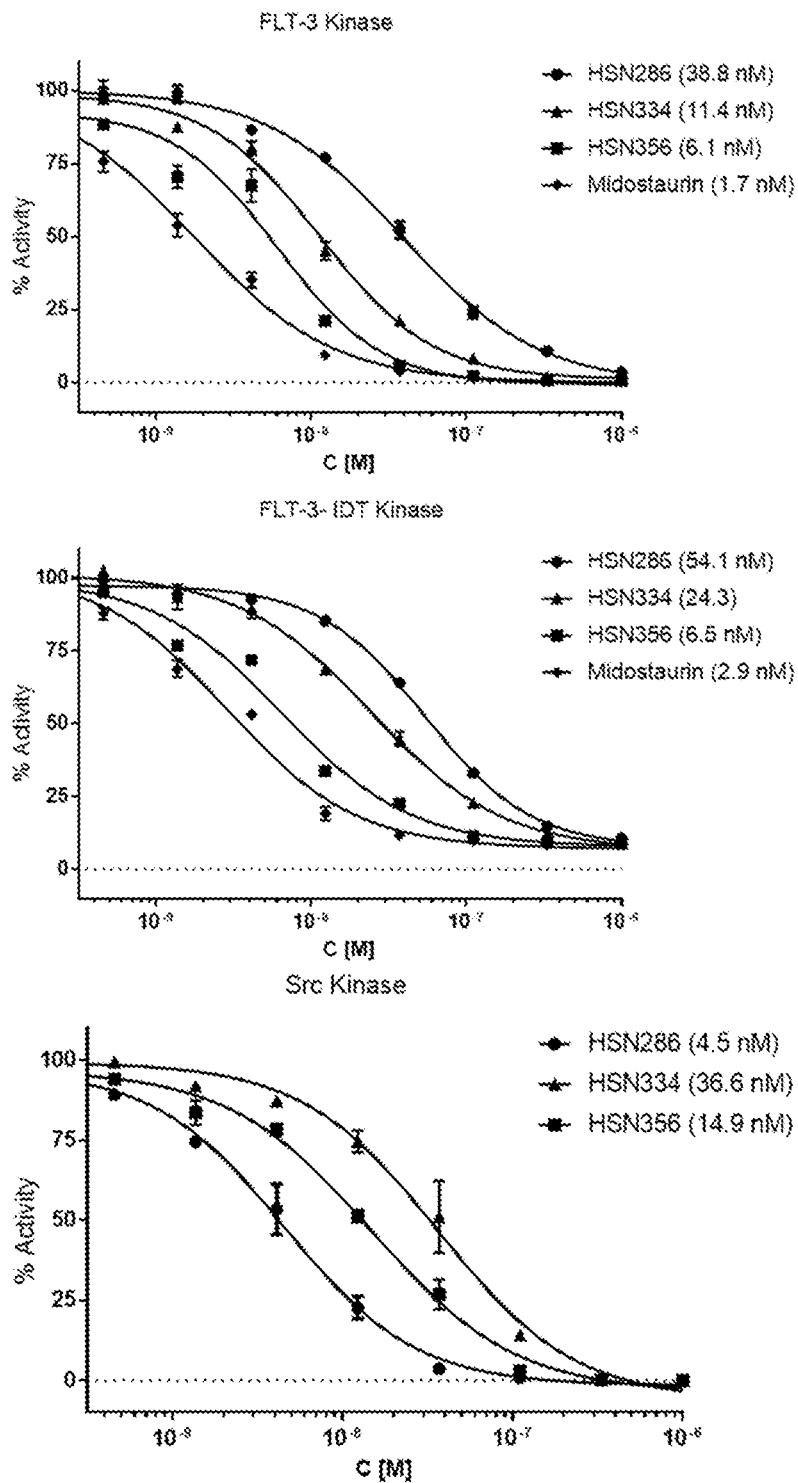 FLT-3 Kinase
HSN286 (38.8 nM)
HSN334 (11.4 nM)
HSN356 (6.1 nM)
Midostaurin (1.7 nM)
% Activity
100
75
50
25
0
10⁻⁹
10⁻⁸
10⁻⁷
10⁻⁶
C [M]
FLT-3- IDT Kinase
HSN286 (54.1 nM)
HSN334 (24.3)
HSN356 (6.5 nM)
Midostaurin (2.9 nM)
% Activity
100
75
50
25
0
10⁻⁹
10⁻⁸
10⁻⁷
10⁻⁶
C [M]
Src Kinase
HSN286 (4.5 nM)
HSN334 (36.6 nM)
HSN356 (14.9 nM)
% Activity
100
75
50
25
0
10⁻⁹
10⁻⁸
10⁻⁷
10⁻⁶
C [M]